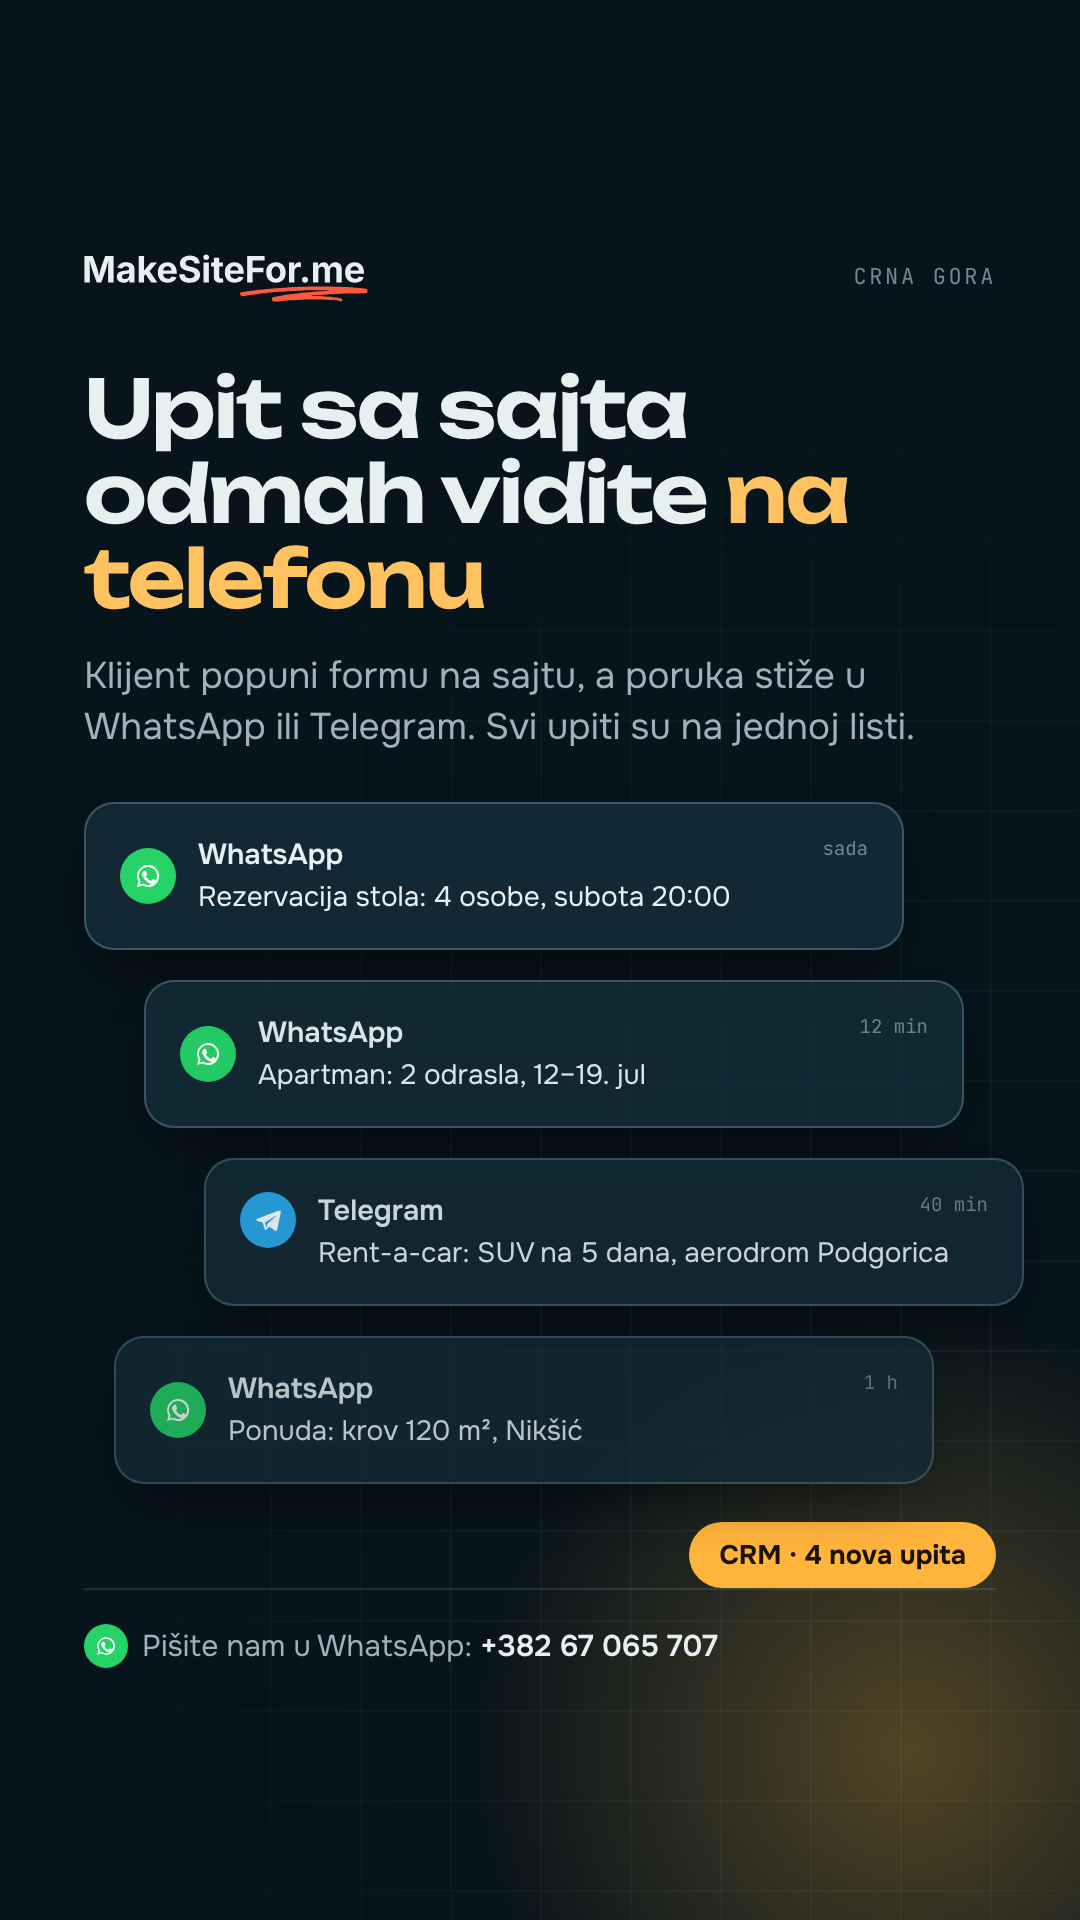 MakeSiteFor.me
CRNA GORA
Upit sa sajta
odmah vidite na
telefonu
Klijent popuni formu na sajtu, a poruka stiže u
WhatsApp ili Telegram. Svi upiti su na jednoj listi.
WhatsApp
sada
Rezervacija stola: 4 osobe, subota 20:00
WhatsApp
12 min
Apartman: 2 odrasla, 12–19. jul
Telegram
40 min
Rent-a-car: SUV na 5 dana, aerodrom Podgorica
WhatsApp
1 h
Ponuda: krov 120 m², Nikšić
CRM · 4 nova upita
Pišite nam u WhatsApp: +382 67 065 707